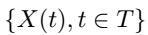 {X(t), t ∈ T}